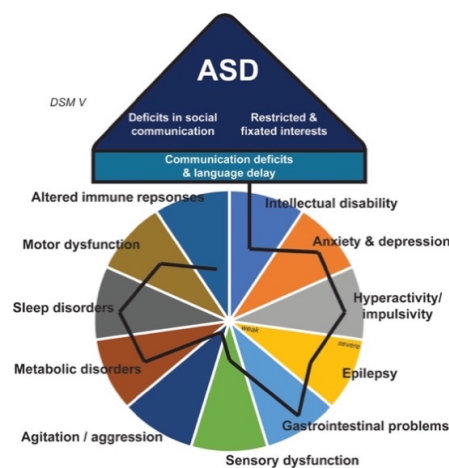 ASD
DSM V
Deficits in social
communication
Restricted &
fixated interests
Communication deficits
& language delay
Altered immune repsonses
Intellectual disability
Motor dysfunction
Anxiety & depression
Sleep disorders
Hyperactivity/
impulsivity
weak
severe
Metabolic disorders
Epilepsy
Gastrointestinal problems
Agitation / aggression
Sensory dysfunction